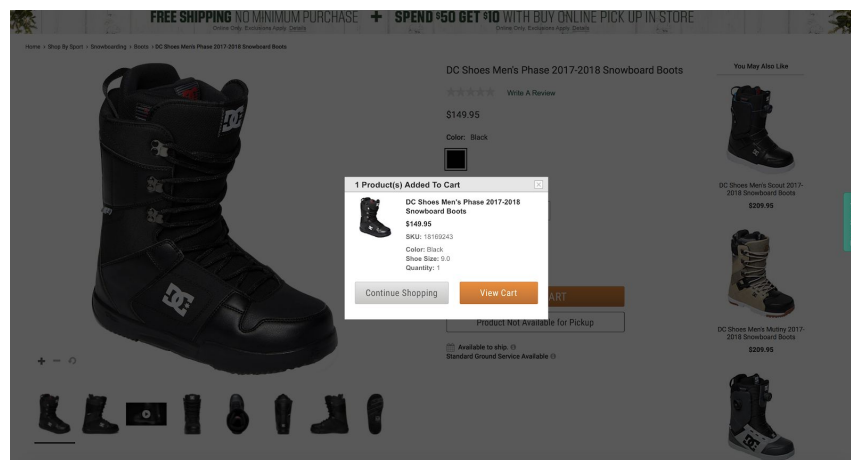 FREE SHIPPING NO MINIMUM PURCHASE + SPEND $50 GET $10 WITH BUY ONLINE PICK UP IN STORE
Online Only. Exclusions Apply. Details
Online Only. Exclusions Apply. Details
Home › Shop By Sport › Snowboarding › Boots › DC Shoes Men's Phase 2017-2018 Snowboard Boots
DC Shoes Men's Phase 2017-2018 Snowboard Boots
Write A Review
$149.95
Color: Black
1 Product(s) Added To Cart
DC Shoes Men's Phase 2017-2018
Snowboard Boots
$149.95
SKU: 18169243
Color: Black
Shoe Size: 9.0
Quantity: 1
Continue Shopping
View Cart
ART
Product Not Available for Pickup
Available to ship.
Standard Ground Service Available
You May Also Like
DC Shoes Men's Scout 2017-
2018 Snowboard Boots
$209.95
DC Shoes Men's Mutiny 2017-
2018 Snowboard Boots
$209.95
DC
DC